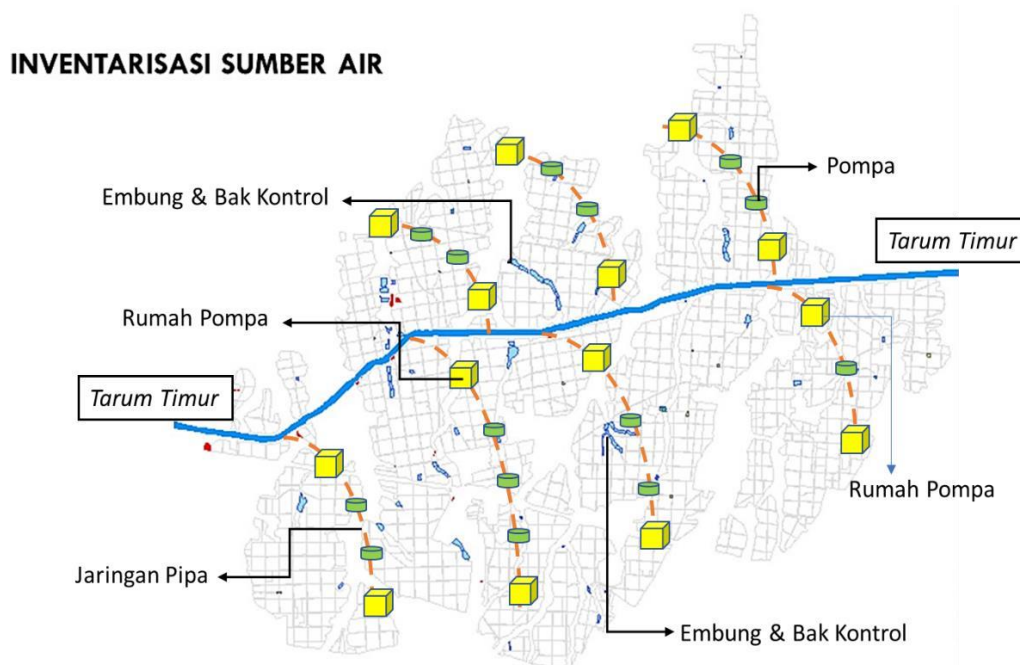 INVENTARISASI SUMBER AIR
Pompa
Embung & Bak Kontrol
Tarum Timur
Rumah Pompa
Tarum Timur
Rumah Pompa
Jaringan Pipa
Embung & Bak Kontrol